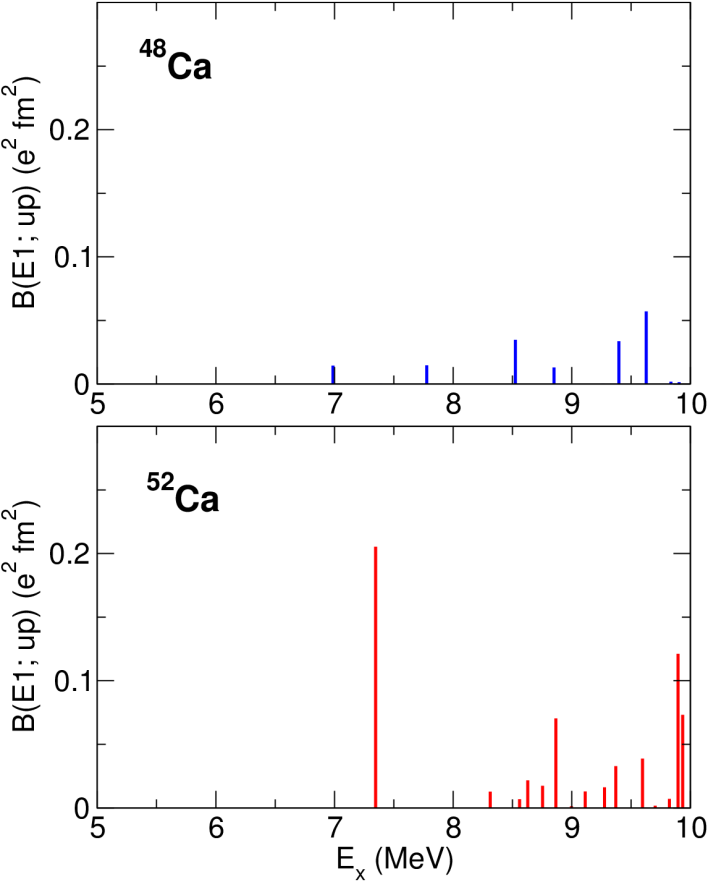 ⁴⁸Ca
B(E1; up) (e² fm²)
0.2
0.1
0
5 6 7 8 9 10
⁵²Ca
B(E1; up) (e² fm²)
0.2
0.1
0
5 6 7 8 9 10
Eₓ (MeV)